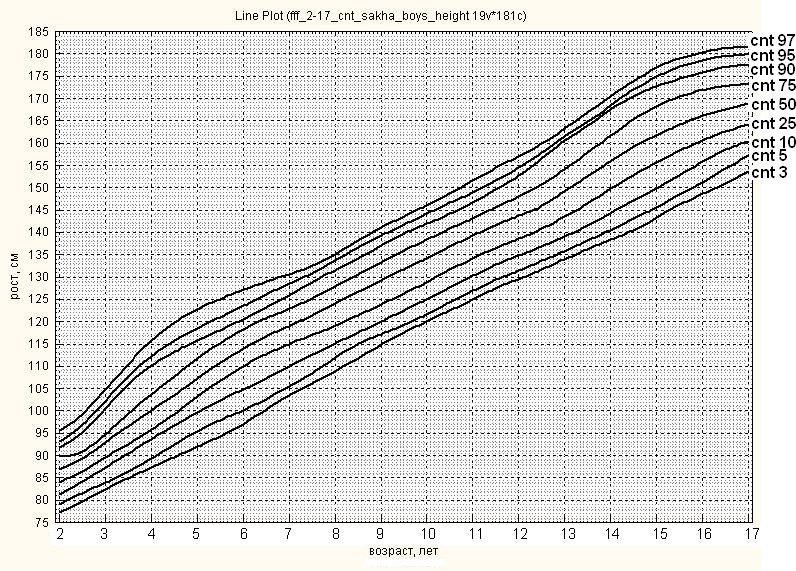 Line Plot (fff_2-17_cnt_sakha_boys_height 19v*181c)
185
180
175
170
165
160
155
150
145
140
135
130
125
120
115
110
105
100
95
90
85
80
75
рост, см
cnt 97
cnt 95
cnt 90
cnt 75
cnt 50
cnt 25
cnt 10
cnt 5
cnt 3
2 3 4 5 6 7 8 9 10 11 12 13 14 15 16 17
возраст, лет